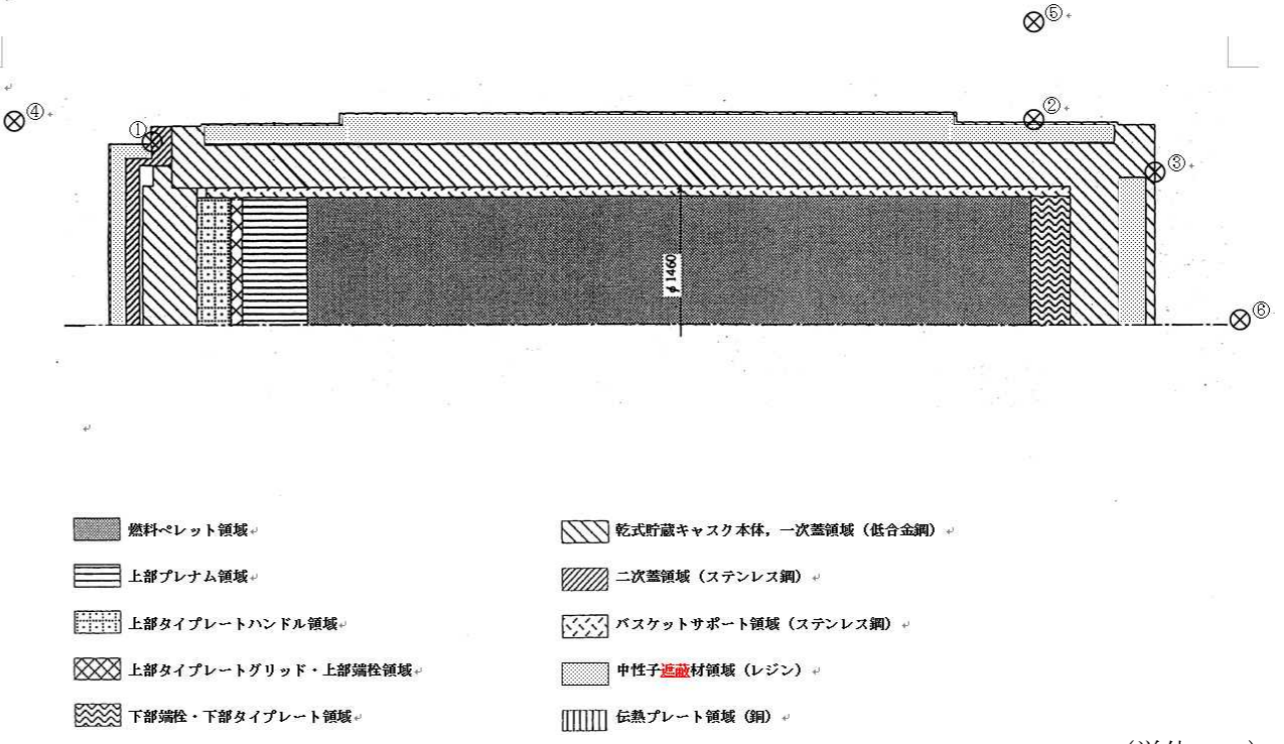 ⑤
④
①
②
③
φ1460
⑥
燃料ペレット領域
上部プレナム領域
上部タイプレートハンドル領域
上部タイプレートグリッド・上部端栓領域
下部端栓・下部タイプレート領域
乾式貯蔵キャスク本体，一次蓋領域（低合金鋼）
二次蓋領域（ステンレス鋼）
バスケットサポート領域（ステンレス鋼）
中性子遮蔽材領域（レジン）
伝熱プレート領域（銅）